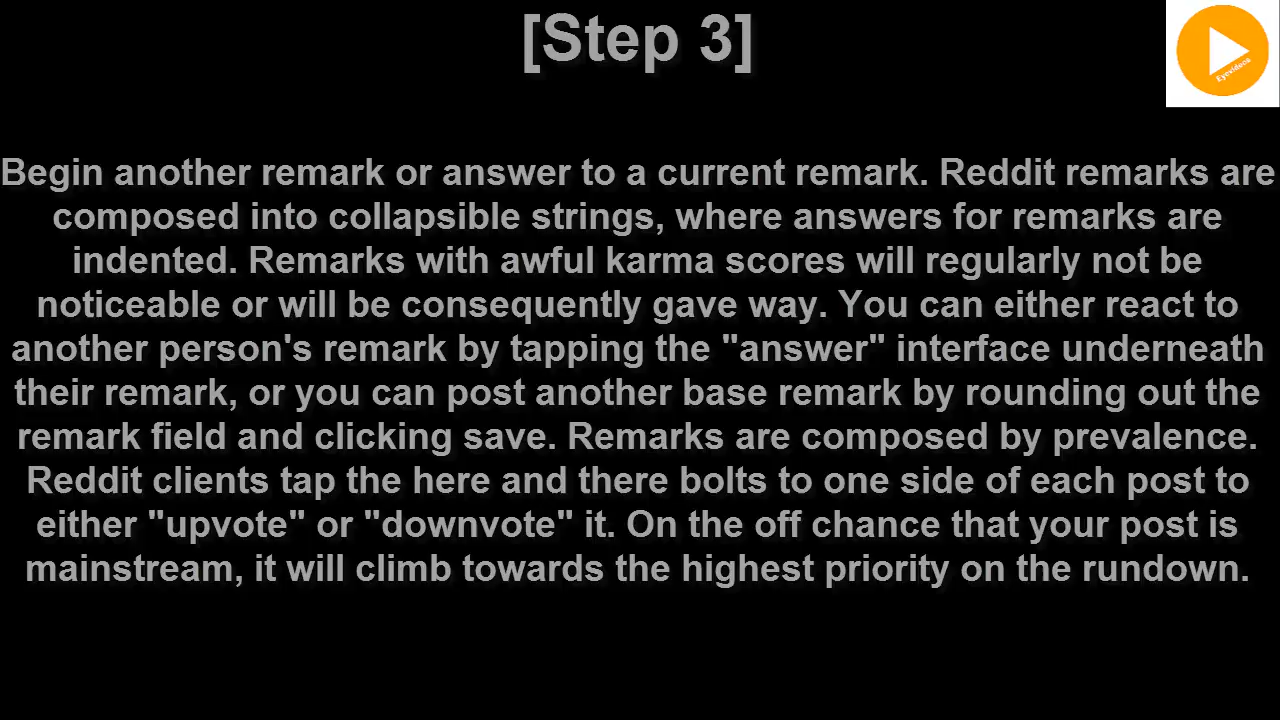 [Step 3]
Eyevideos
Begin another remark or answer to a current remark. Reddit remarks are
composed into collapsible strings, where answers for remarks are
indented. Remarks with awful karma scores will regularly not be
noticeable or will be consequently gave way. You can either react to
another person's remark by tapping the "answer" interface underneath
their remark, or you can post another base remark by rounding out the
remark field and clicking save. Remarks are composed by prevalence.
Reddit clients tap the here and there bolts to one side of each post to
either "upvote" or "downvote" it. On the off chance that your post is
mainstream, it will climb towards the highest priority on the rundown.